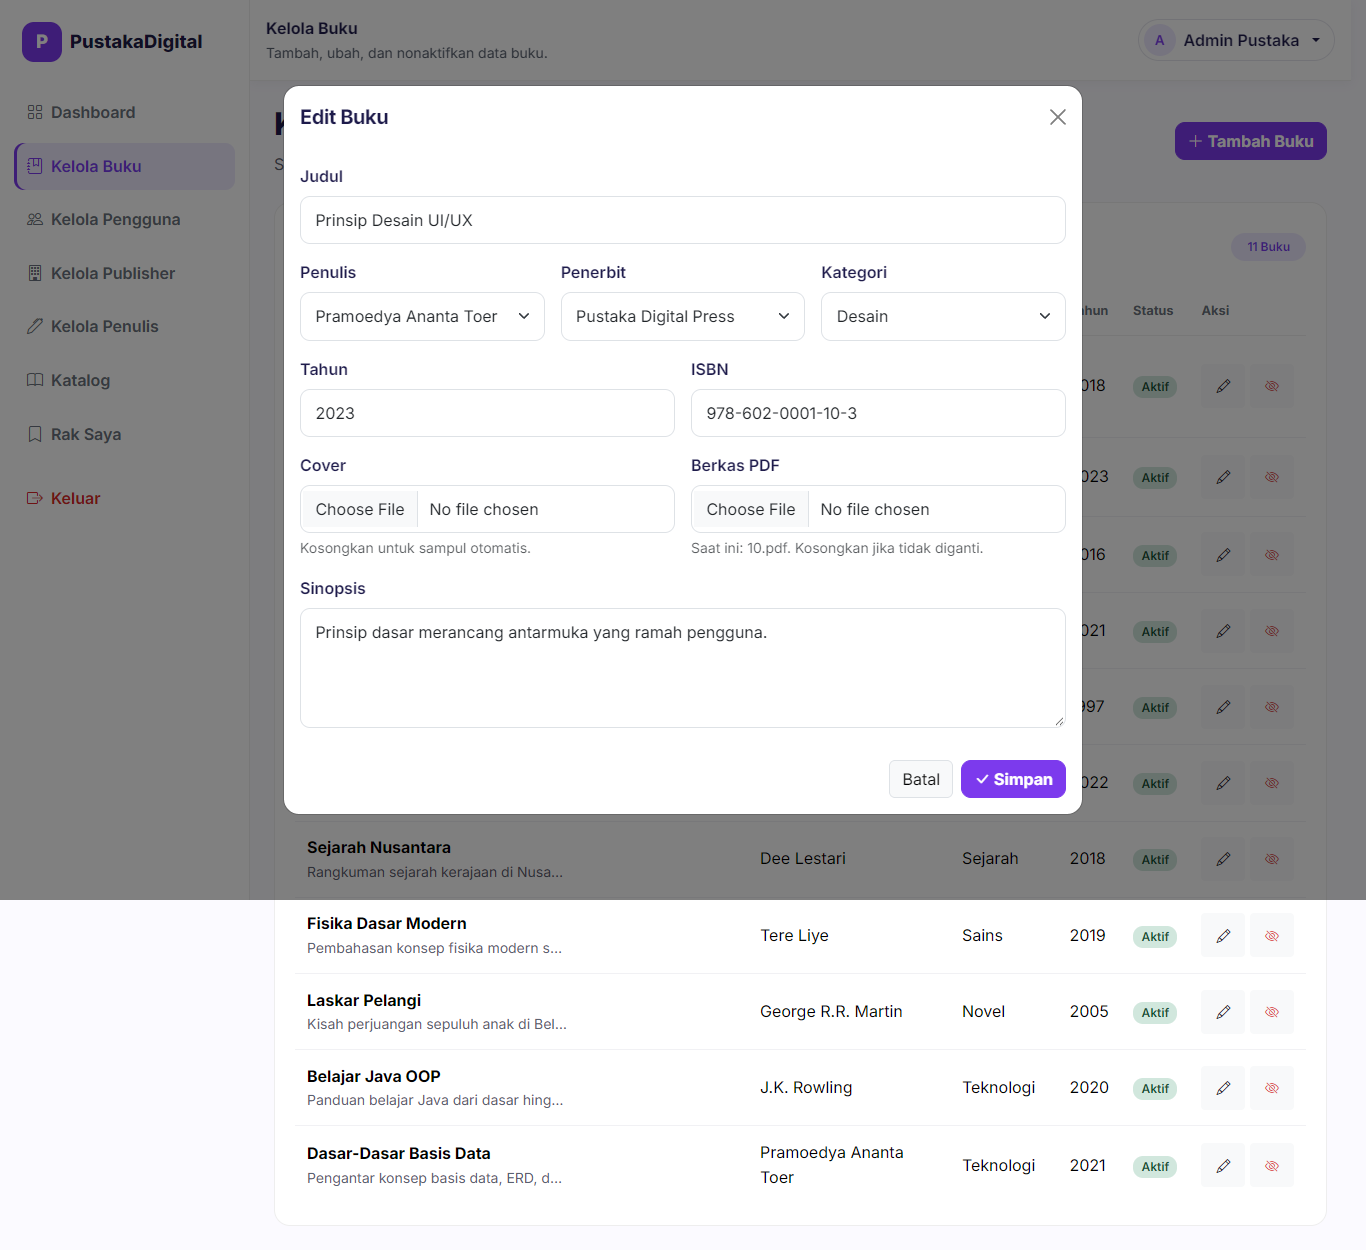 P PustakaDigital
Kelola Buku
Tambah, ubah, dan nonaktifkan data buku.
A Admin Pustaka
Dashboard
Kelola Buku
Kelola Pengguna
Kelola Publisher
Kelola Penulis
Katalog
Rak Saya
Keluar
+ Tambah Buku
11 Buku
Status Aksi
Edit Buku
Judul
Prinsip Desain UI/UX
Penulis Penerbit Kategori
Pramoedya Ananta Toer Pustaka Digital Press Desain
Tahun ISBN
2023 978-602-0001-10-3
Cover Berkas PDF
Choose File No file chosen Choose File No file chosen
Kosongkan untuk sampul otomatis. Saat ini: 10.pdf. Kosongkan jika tidak diganti.
Sinopsis
Prinsip dasar merancang antarmuka yang ramah pengguna.
Batal Simpan
Aktif
Aktif
Aktif
Aktif
Aktif
Aktif
Sejarah Nusantara
Rangkuman sejarah kerajaan di Nusa...
Dee Lestari Sejarah 2018 Aktif
Fisika Dasar Modern
Pembahasan konsep fisika modern s...
Tere Liye Sains 2019 Aktif
Laskar Pelangi
Kisah perjuangan sepuluh anak di Bel...
George R.R. Martin Novel 2005 Aktif
Belajar Java OOP
Panduan belajar Java dari dasar hing...
J.K. Rowling Teknologi 2020 Aktif
Dasar-Dasar Basis Data
Pengantar konsep basis data, ERD, d...
Pramoedya Ananta
Toer
Teknologi 2021 Aktif